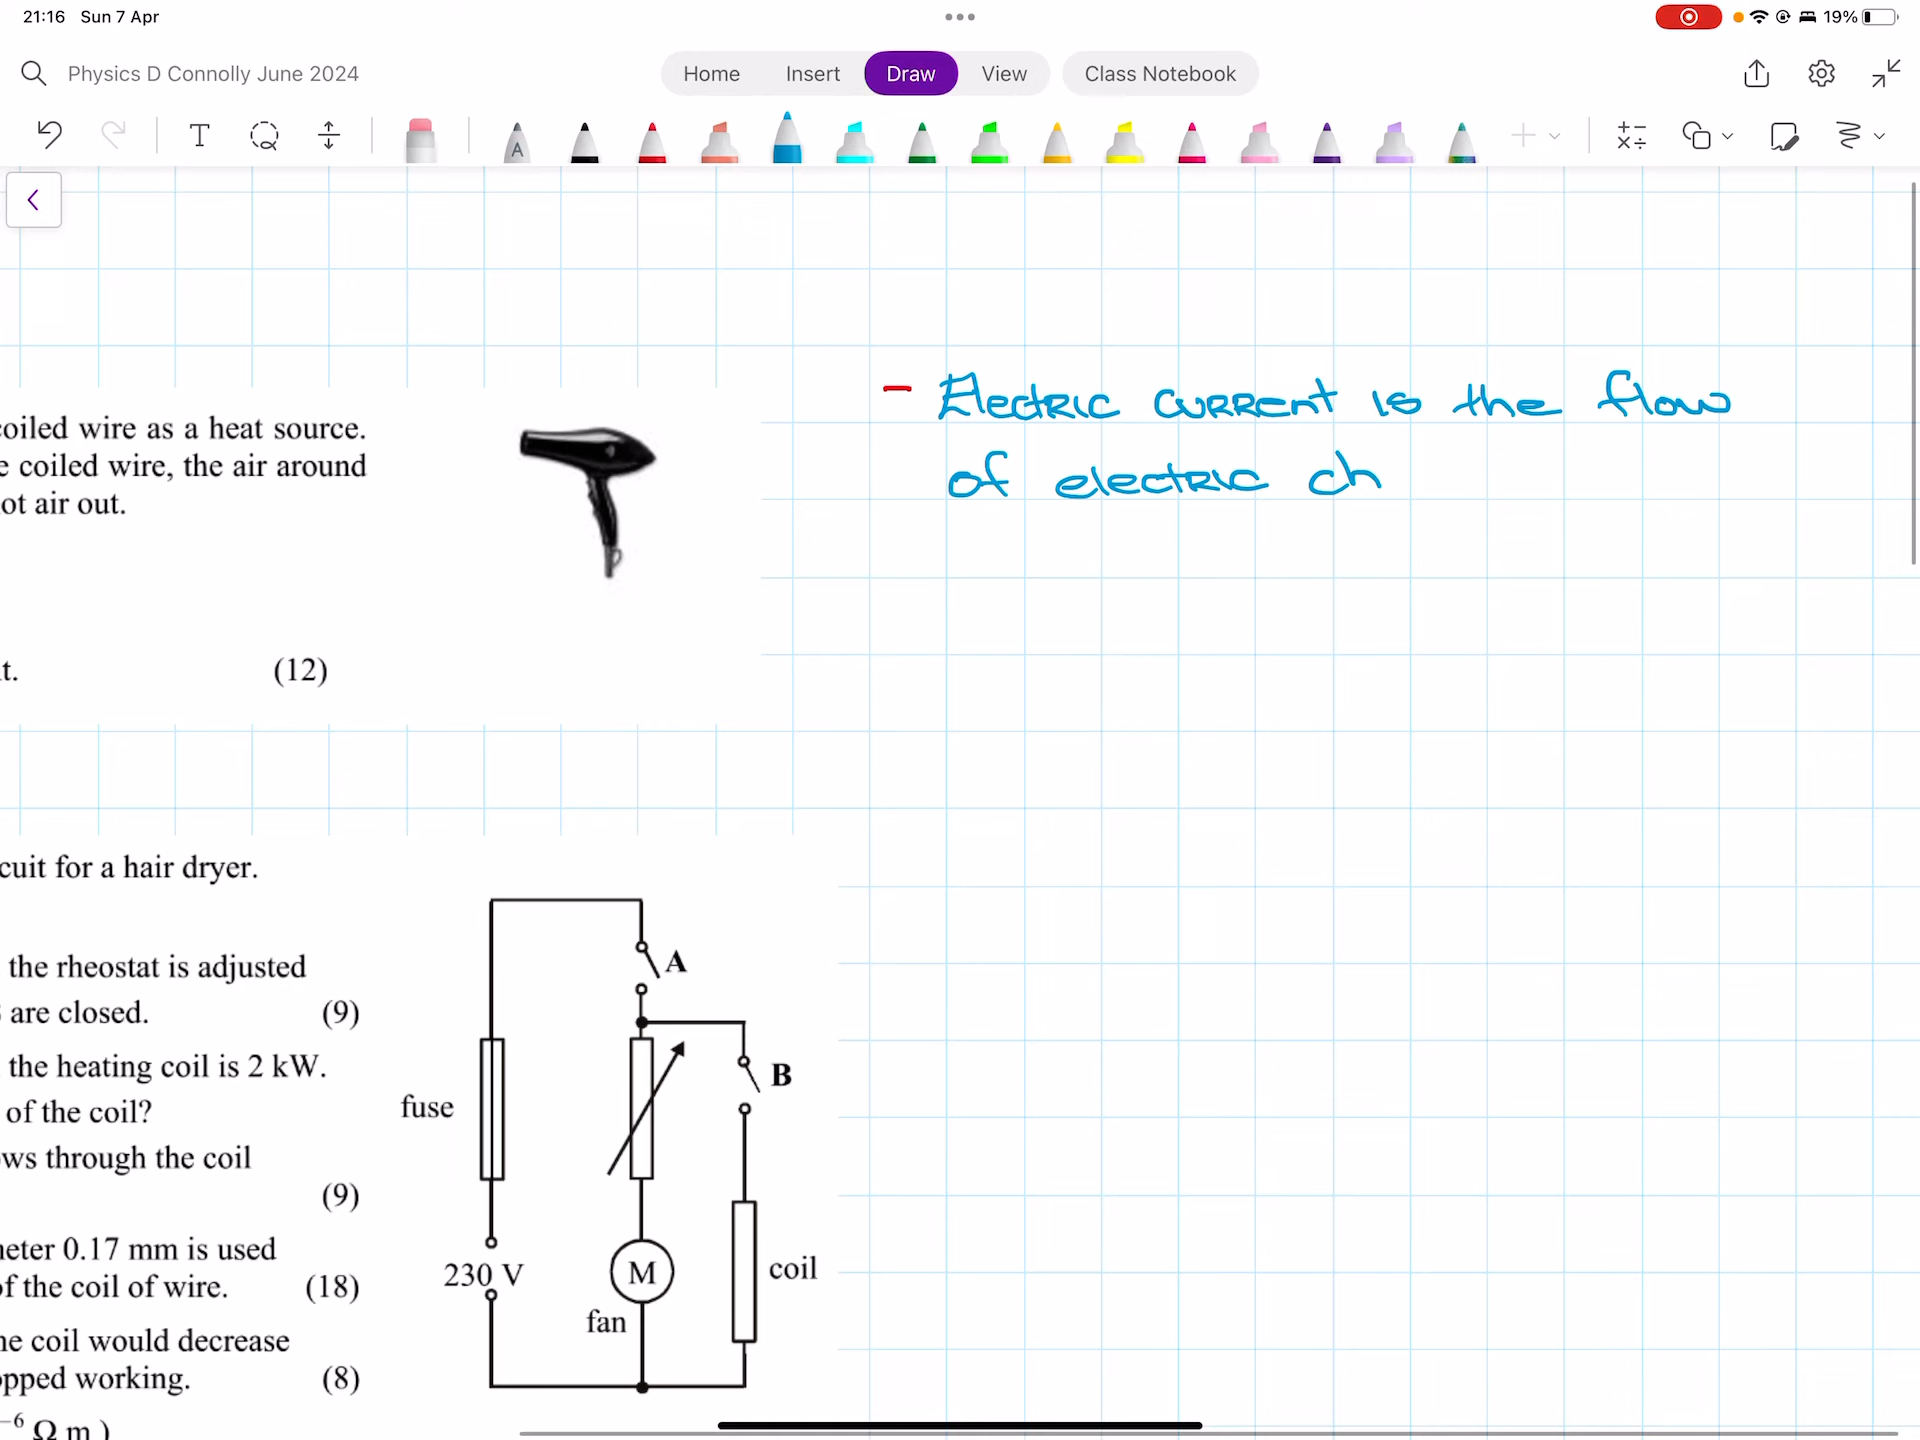 21:16 Sun 7 Apr
19%
Physics D Connolly June 2024
Home Insert Draw View Class Notebook
T
A
- Electric current is the flow
of electric ch
coiled wire as a heat source.
e coiled wire, the air around
ot air out.
t. (12)
cuit for a hair dryer.
the rheostat is adjusted
are closed. (9)
the heating coil is 2 kW.
of the coil?
ws through the coil
(9)
neter 0.17 mm is used
of the coil of wire. (18)
ne coil would decrease
opped working. (8)
−6 Ω m )
A
B
fuse
230 V
M
fan
coil